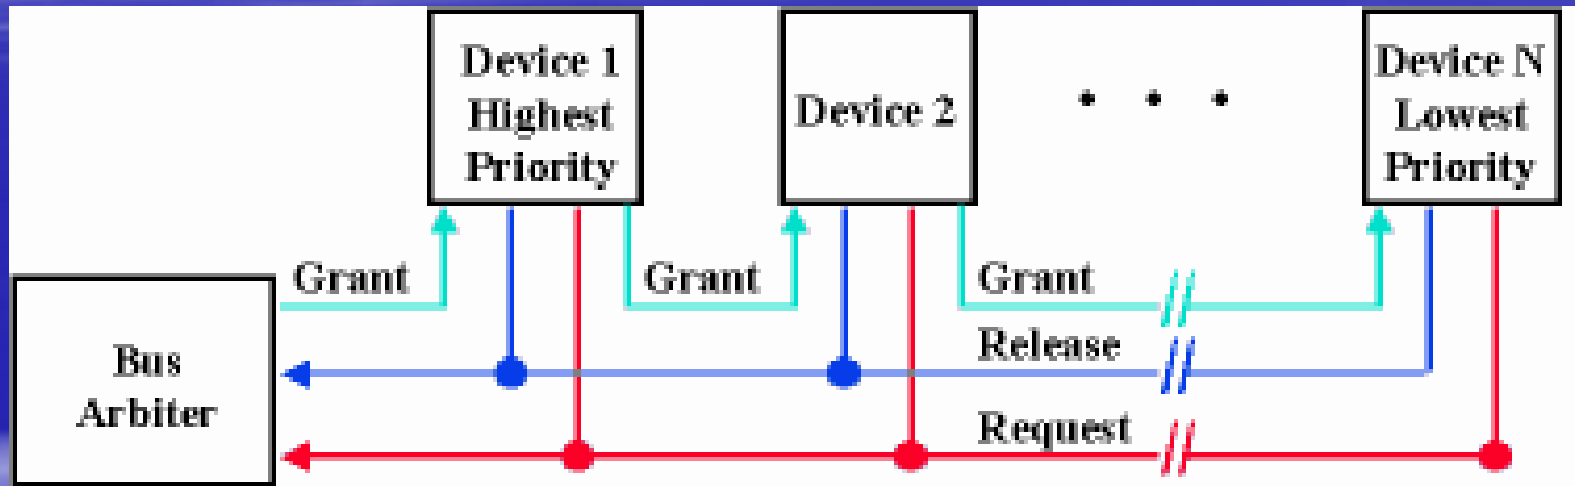 Device 1
Highest
Priority
Device 2
. . .
Device N
Lowest
Priority
Grant
Grant
Grant
Release
Request
Bus
Arbiter